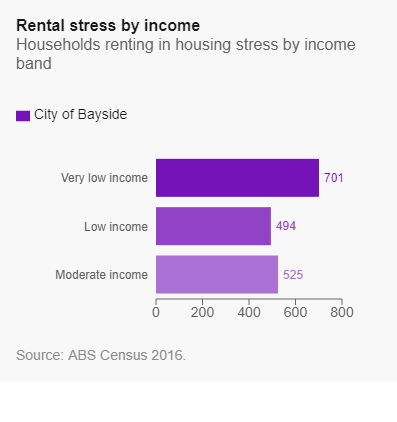 Rental stress by income
Households renting in housing stress by income
band
City of Bayside
Very low income 701
Low income 494
Moderate income 525
0 200 400 600 800
Source: ABS Census 2016.